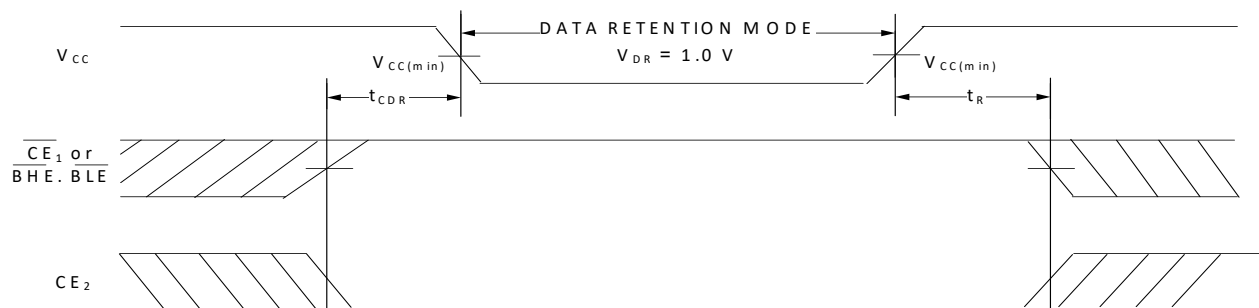 DATA RETENTION MODE
VCC
VCC(min)
VDR = 1.0 V
VCC(min)
tCDR
tR
CE1 or
BHE. BLE
CE2